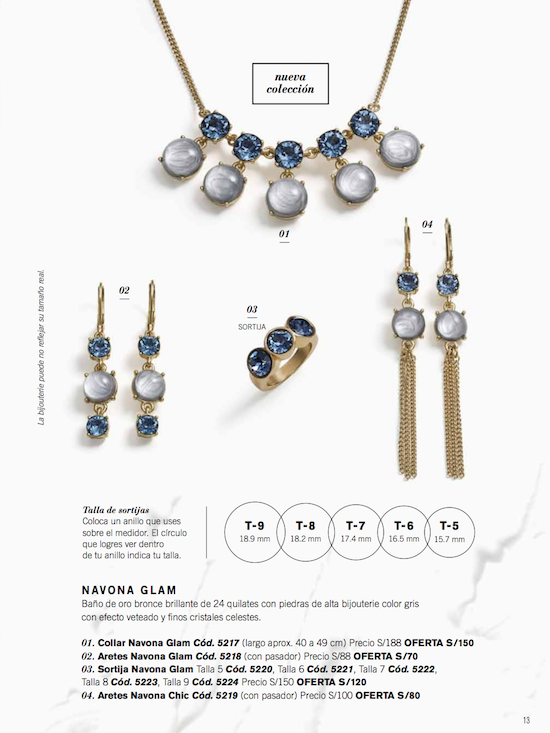 nueva
colección
01
04
02
03
SORTIJA
La bijouterie puede no reflejar su tamaño real.
Talla de sortijas
Coloca un anillo que uses
sobre el medidor. El círculo
que logres ver dentro
de tu anillo indica tu talla.
T-9 T-8 T-7 T-6 T-5
18.9 mm 18.2 mm 17.4 mm 16.5 mm 15.7 mm
NAVONA GLAM
Baño de oro bronce brillante de 24 quilates con piedras de alta bijouterie color gris
con efecto veteado y finos cristales celestes.
01. Collar Navona Glam Cód. 5217 (largo aprox. 40 a 49 cm) Precio S/188 OFERTA S/150
02. Aretes Navona Glam Cód. 5218 (con pasador) Precio S/88 OFERTA S/70
03. Sortija Navona Glam Talla 5 Cód. 5220, Talla 6 Cód. 5221, Talla 7 Cód. 5222,
Talla 8 Cód. 5223, Talla 9 Cód. 5224 Precio S/150 OFERTA S/120
04. Aretes Navona Chic Cód. 5219 (con pasador) Precio S/100 OFERTA S/80
13